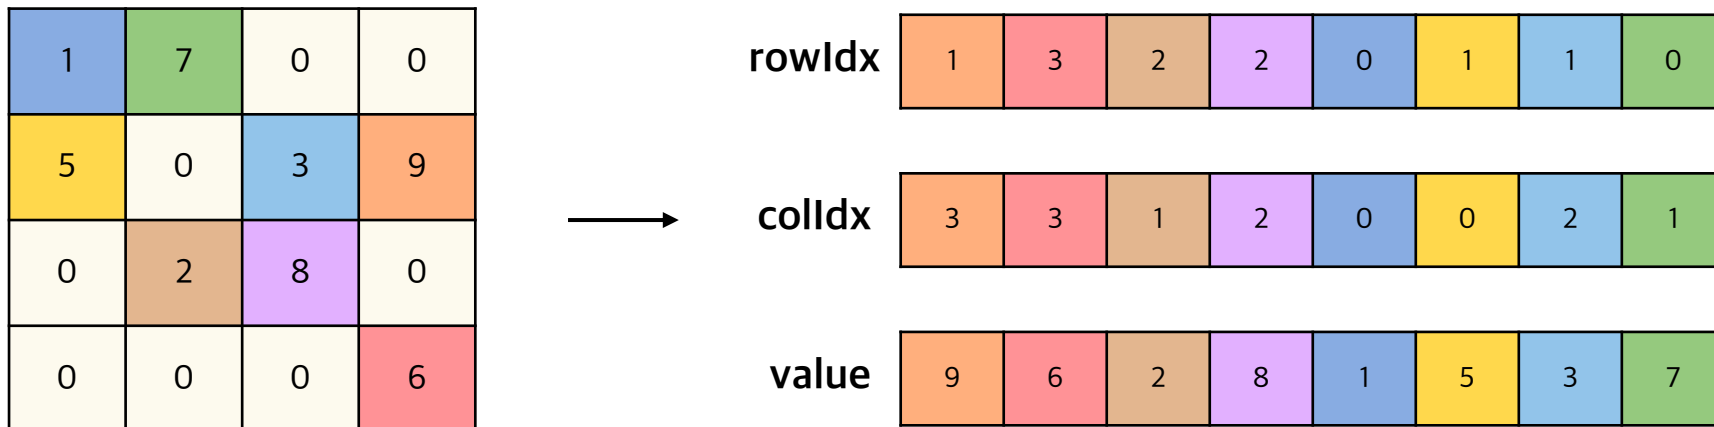 1 7 0 0
5 0 3 9
0 2 8 0
0 0 0 6
rowIdx 1 3 2 2 0 1 1 0
colIdx 3 3 1 2 0 0 2 1
value 9 6 2 8 1 5 3 7